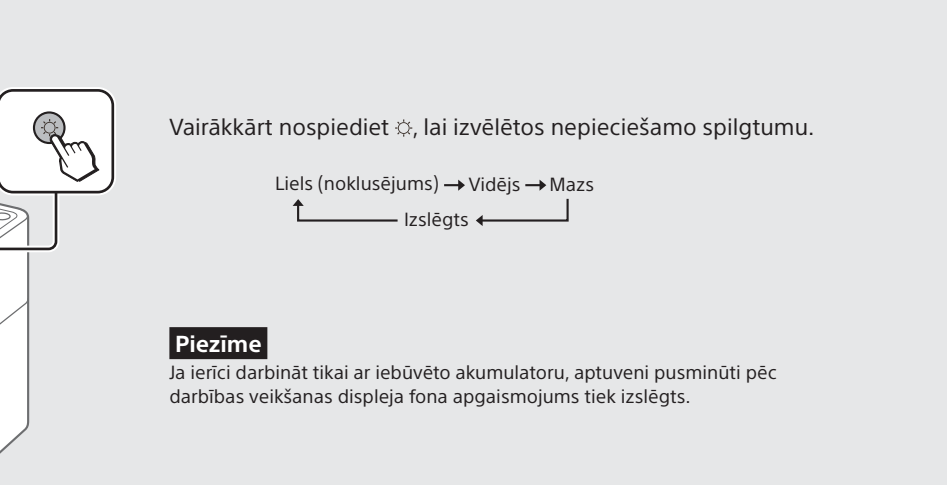 Vairākkārt nospiediet ☼, lai izvēlētos nepieciešamo spilgtumu.
Liels (noklusējums) → Vidējs → Mazs
Izslēgts ←
Piezīme
Ja ierīci darbināt tikai ar iebūvēto akumulatoru, aptuveni pusminūti pēc
darbības veikšanas displeja fona apgaismojums tiek izslēgts.